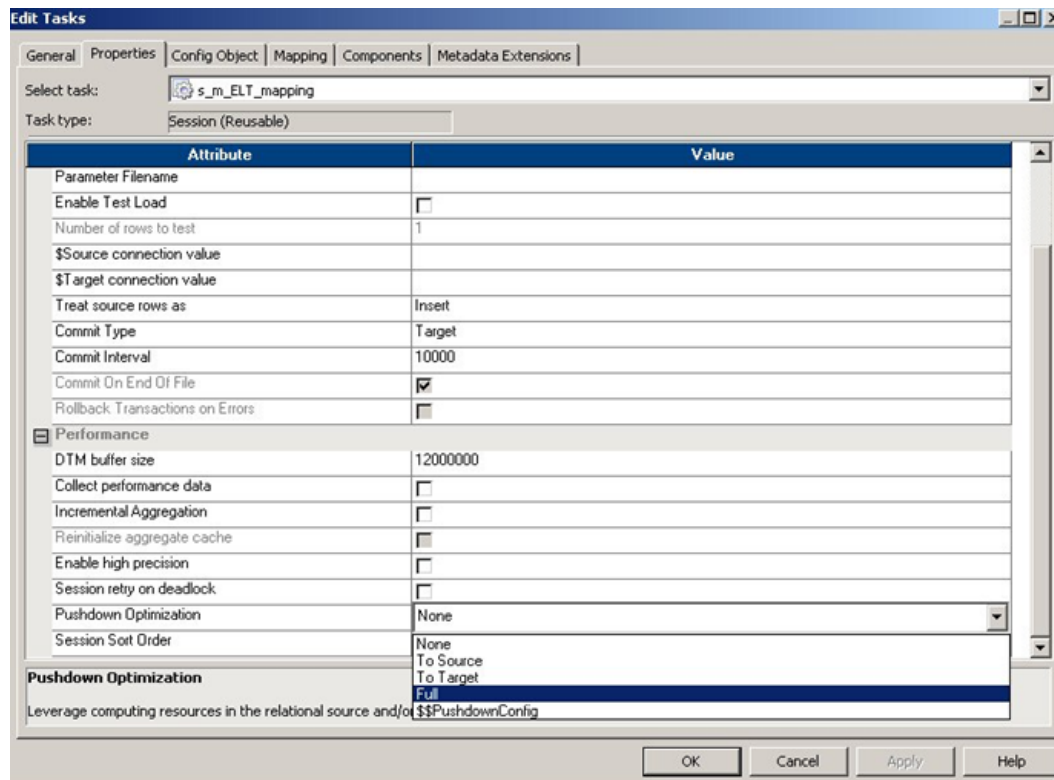 Edit Tasks
General Properties Config Object Mapping Components Metadata Extensions
Select task: s_m_ELT_mapping
Task type: Session (Reusable)
Attribute Value
Parameter Filename
Enable Test Load
Number of rows to test 1
$Source connection value
$Target connection value
Treat source rows as Insert
Commit Type Target
Commit Interval 10000
Commit On End Of File
Rollback Transactions on Errors
Performance
DTM buffer size 12000000
Collect performance data
Incremental Aggregation
Reinitialize aggregate cache
Enable high precision
Session retry on deadlock
Pushdown Optimization None
Session Sort Order
None
To Source
To Target
Full
$$PushdownConfig
Pushdown Optimization
Leverage computing resources in the relational source and/or
OK Cancel Apply Help